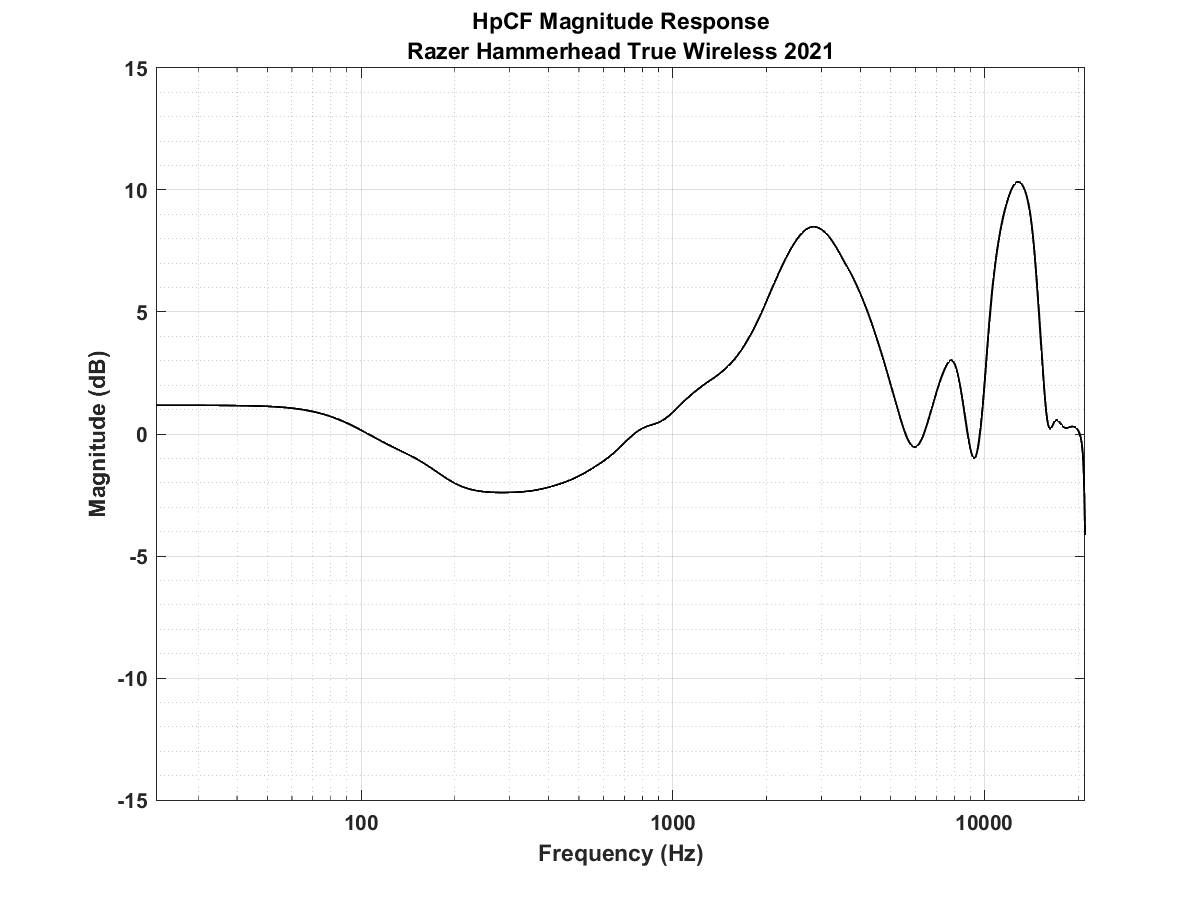 HpCF Magnitude Response
Razer Hammerhead True Wireless 2021
15
10
5
0
-5
-10
-15
Magnitude (dB)
100
1000
10000
Frequency (Hz)